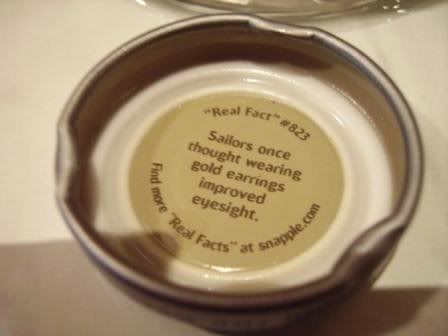 "Real Fact" #823
Sailors once
thought wearing
gold earrings
improved
eyesight.
Find more "Real Facts" at snapple.com